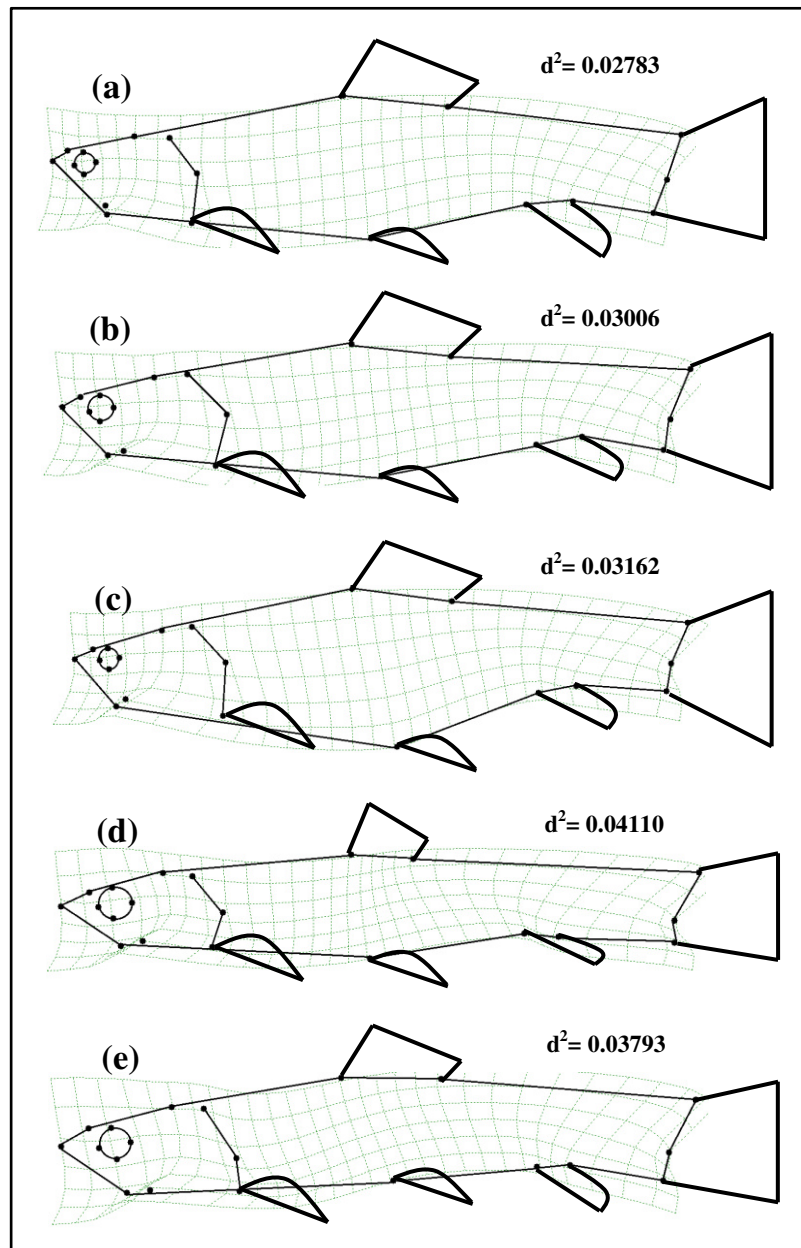 (a)
d²= 0.02783
(b)
d²= 0.03006
(c)
d²= 0.03162
(d)
d²= 0.04110
(e)
d²= 0.03793